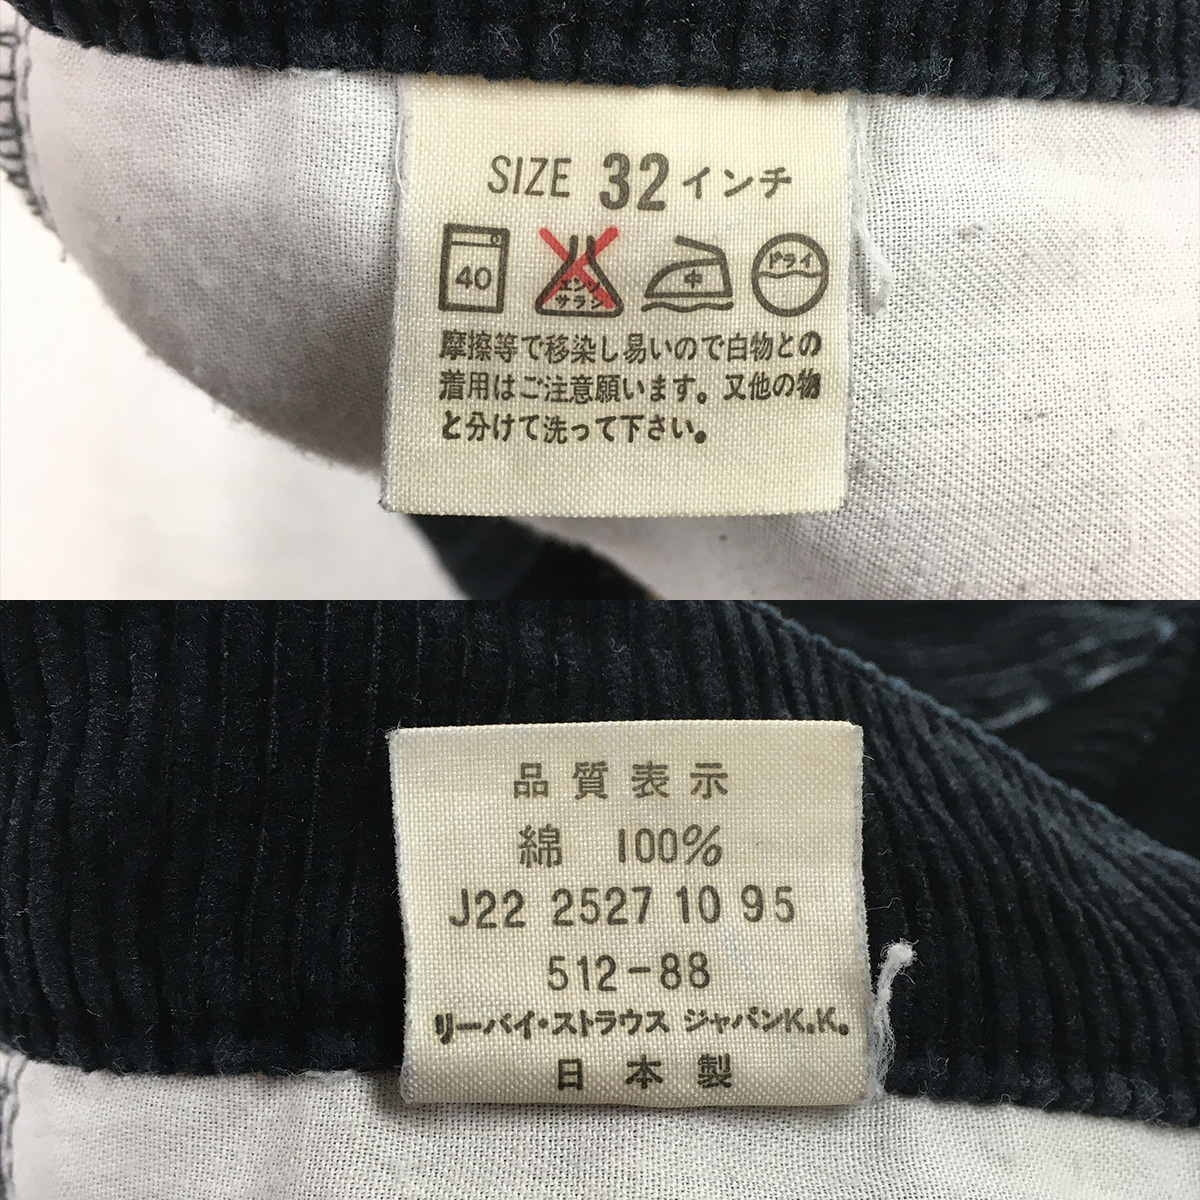 SIZE 32 インチ
40 エンソ サラシ 中 ドライ
摩擦等で移染し易いので白物との
着用はご注意願います。又他の物
と分けて洗って下さい。
品質表示
綿 100%
J22 2527 10 95
512-88
リーバイ・ストラウス ジャパンK.K.
日本製